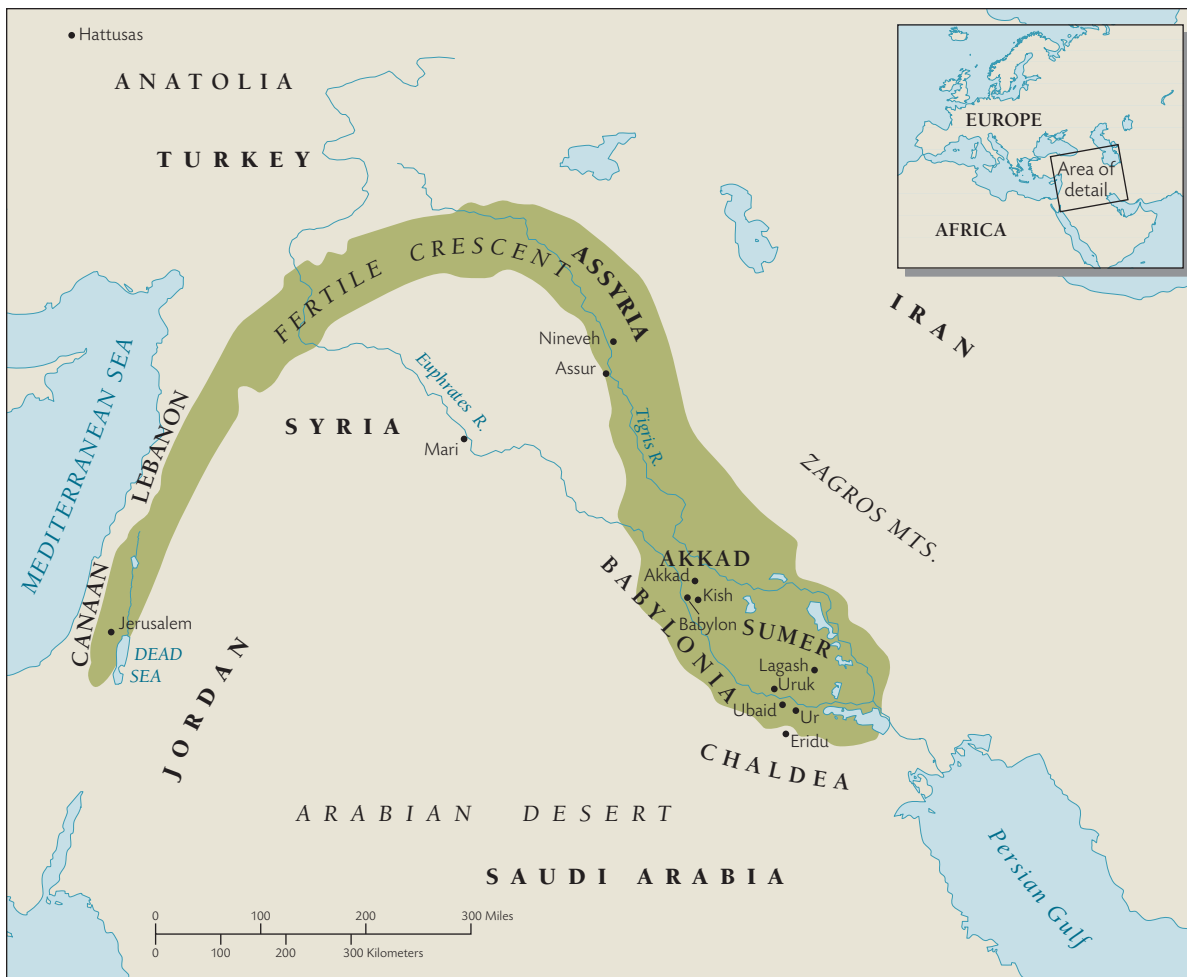 Hattusas
ANATOLIA
TURKEY
EUROPE
Area of
detail
AFRICA
FERTILE CRESCENT
ASSYRIA
IRAN
Nineveh
Assur
MEDITERRANEAN SEA
LEBANON
Euphrates R.
Tigris R.
SYRIA
Mari
ZAGROS MTS.
AKKAD
Akkad
Kish
Babylon
BABYLONIA
SUMER
CANAAN
Jerusalem
DEAD
SEA
JORDAN
Lagash
Uruk
Ubaid
Ur
Eridu
CHALDEA
ARABIAN DESERT
SAUDI ARABIA
Persian Gulf
0 100 200 300 Miles
0 100 200 300 Kilometers